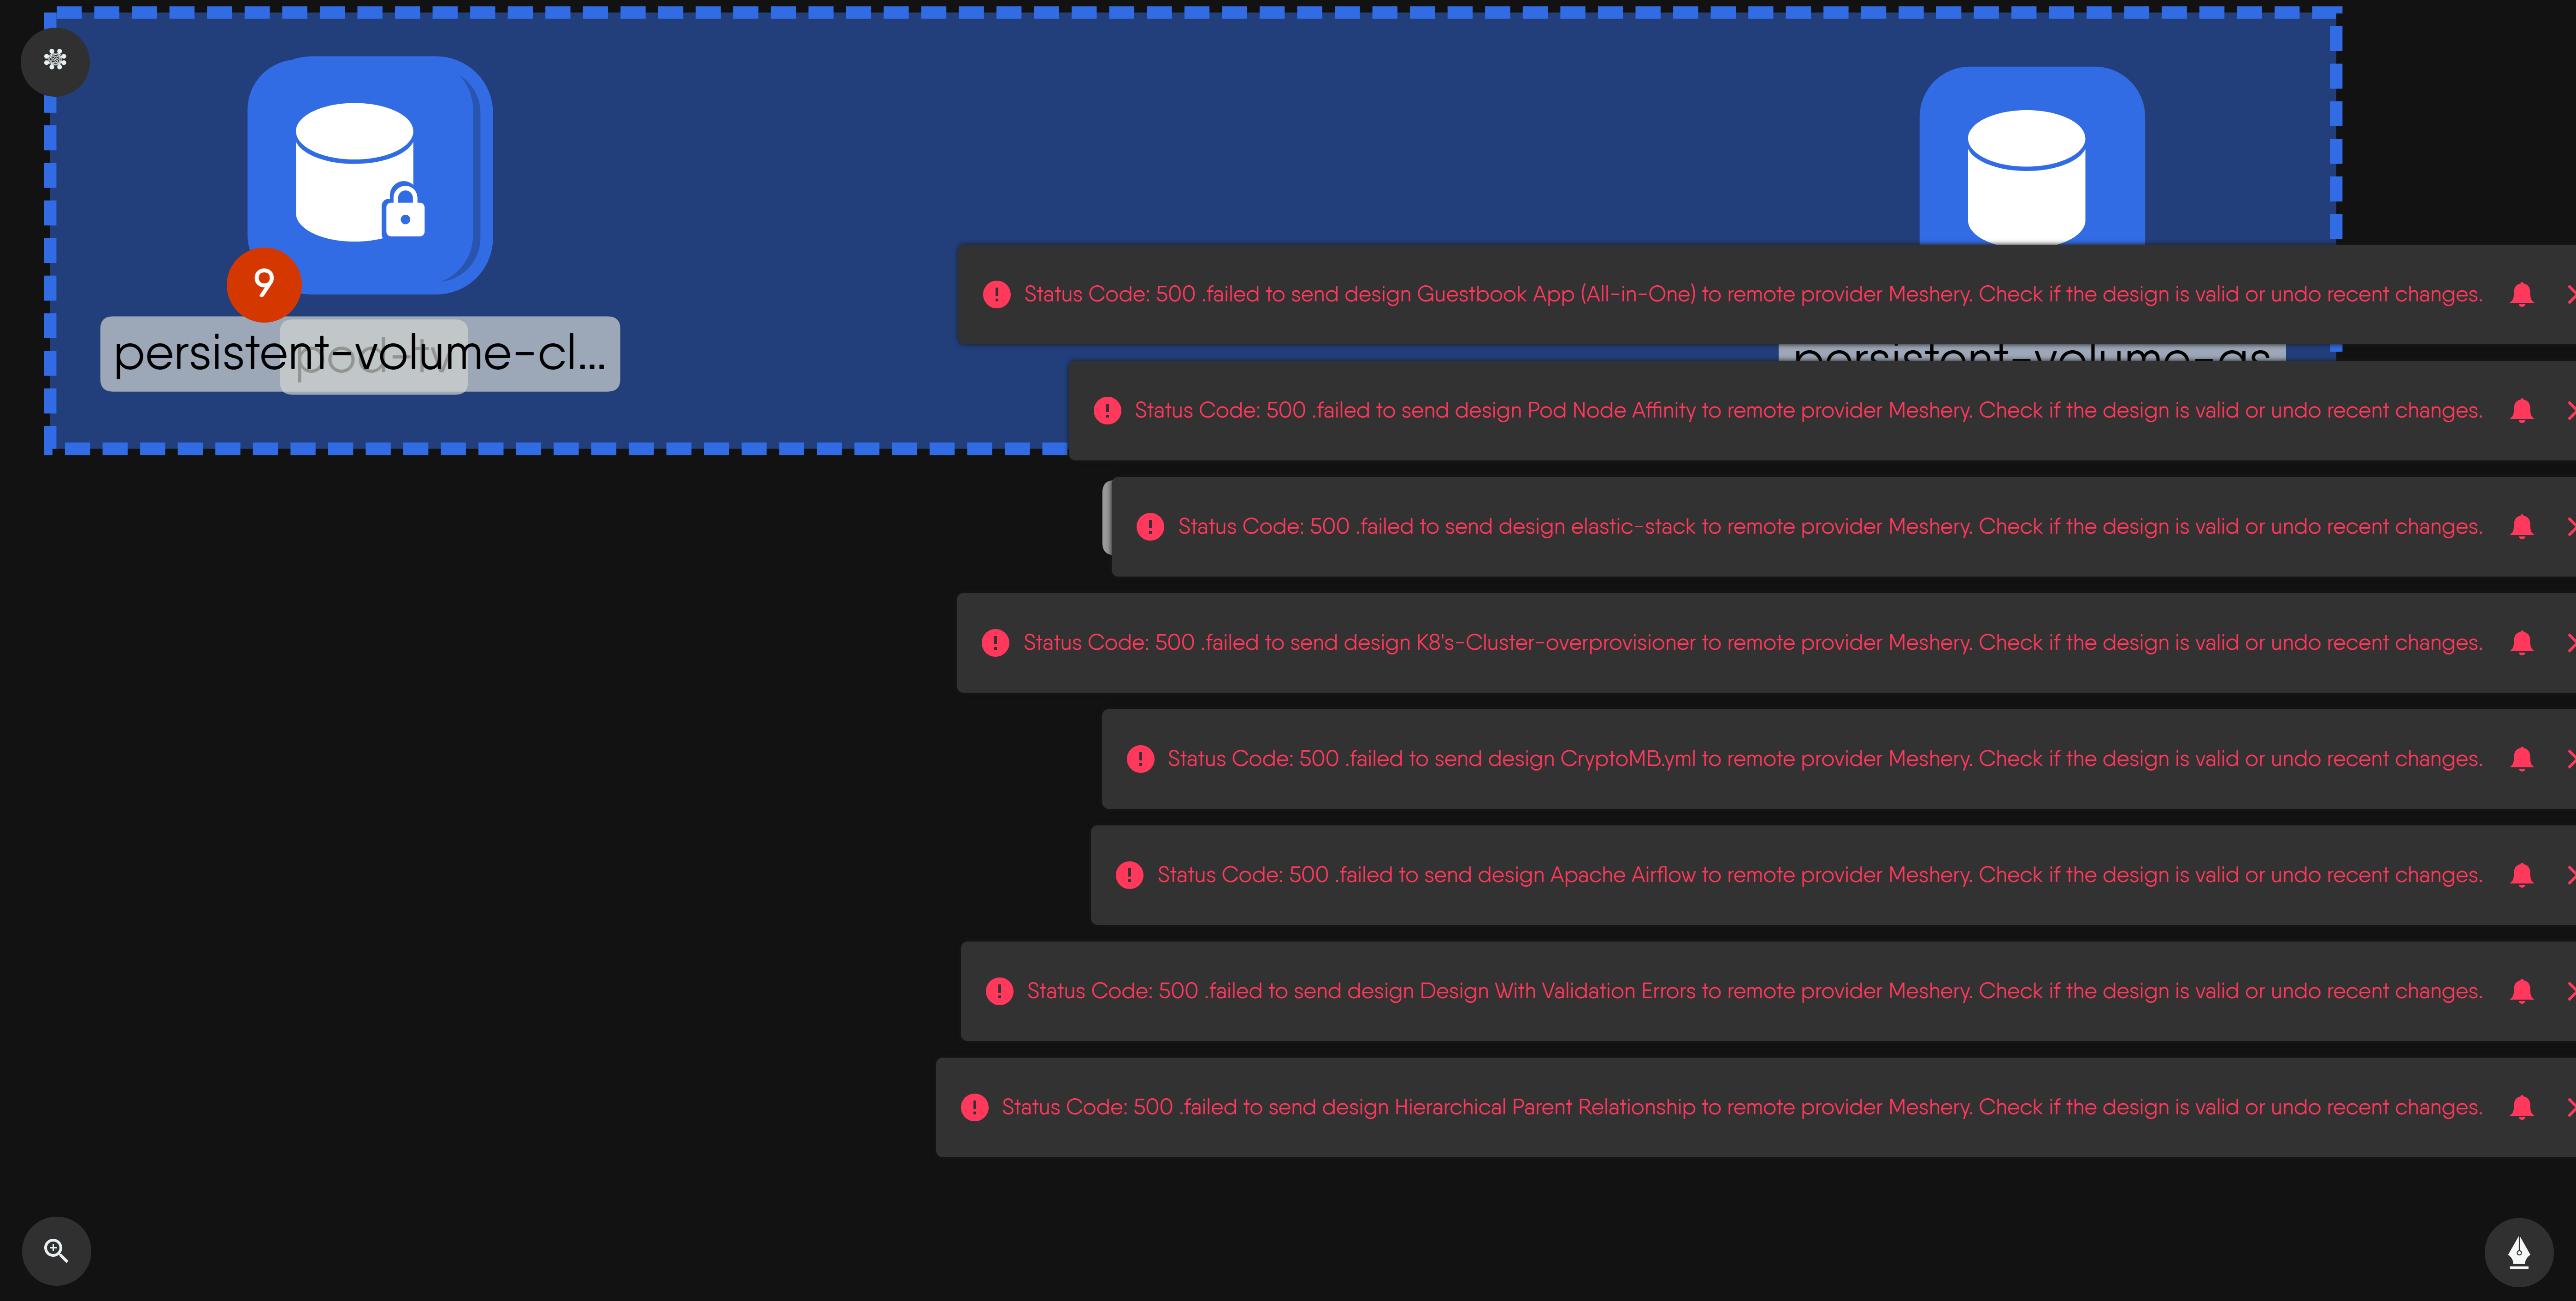 9
persistent-volume-cl...
pod-tv
Status Code: 500 .failed to send design Guestbook App (All-in-One) to remote provider Meshery. Check if the design is valid or undo recent changes.
persistent-volume-as
Status Code: 500 .failed to send design Pod Node Affinity to remote provider Meshery. Check if the design is valid or undo recent changes.
Status Code: 500 .failed to send design elastic-stack to remote provider Meshery. Check if the design is valid or undo recent changes.
Status Code: 500 .failed to send design K8's-Cluster-overprovisioner to remote provider Meshery. Check if the design is valid or undo recent changes.
Status Code: 500 .failed to send design CryptoMB.yml to remote provider Meshery. Check if the design is valid or undo recent changes.
Status Code: 500 .failed to send design Apache Airflow to remote provider Meshery. Check if the design is valid or undo recent changes.
Status Code: 500 .failed to send design Design With Validation Errors to remote provider Meshery. Check if the design is valid or undo recent changes.
Status Code: 500 .failed to send design Hierarchical Parent Relationship to remote provider Meshery. Check if the design is valid or undo recent changes.